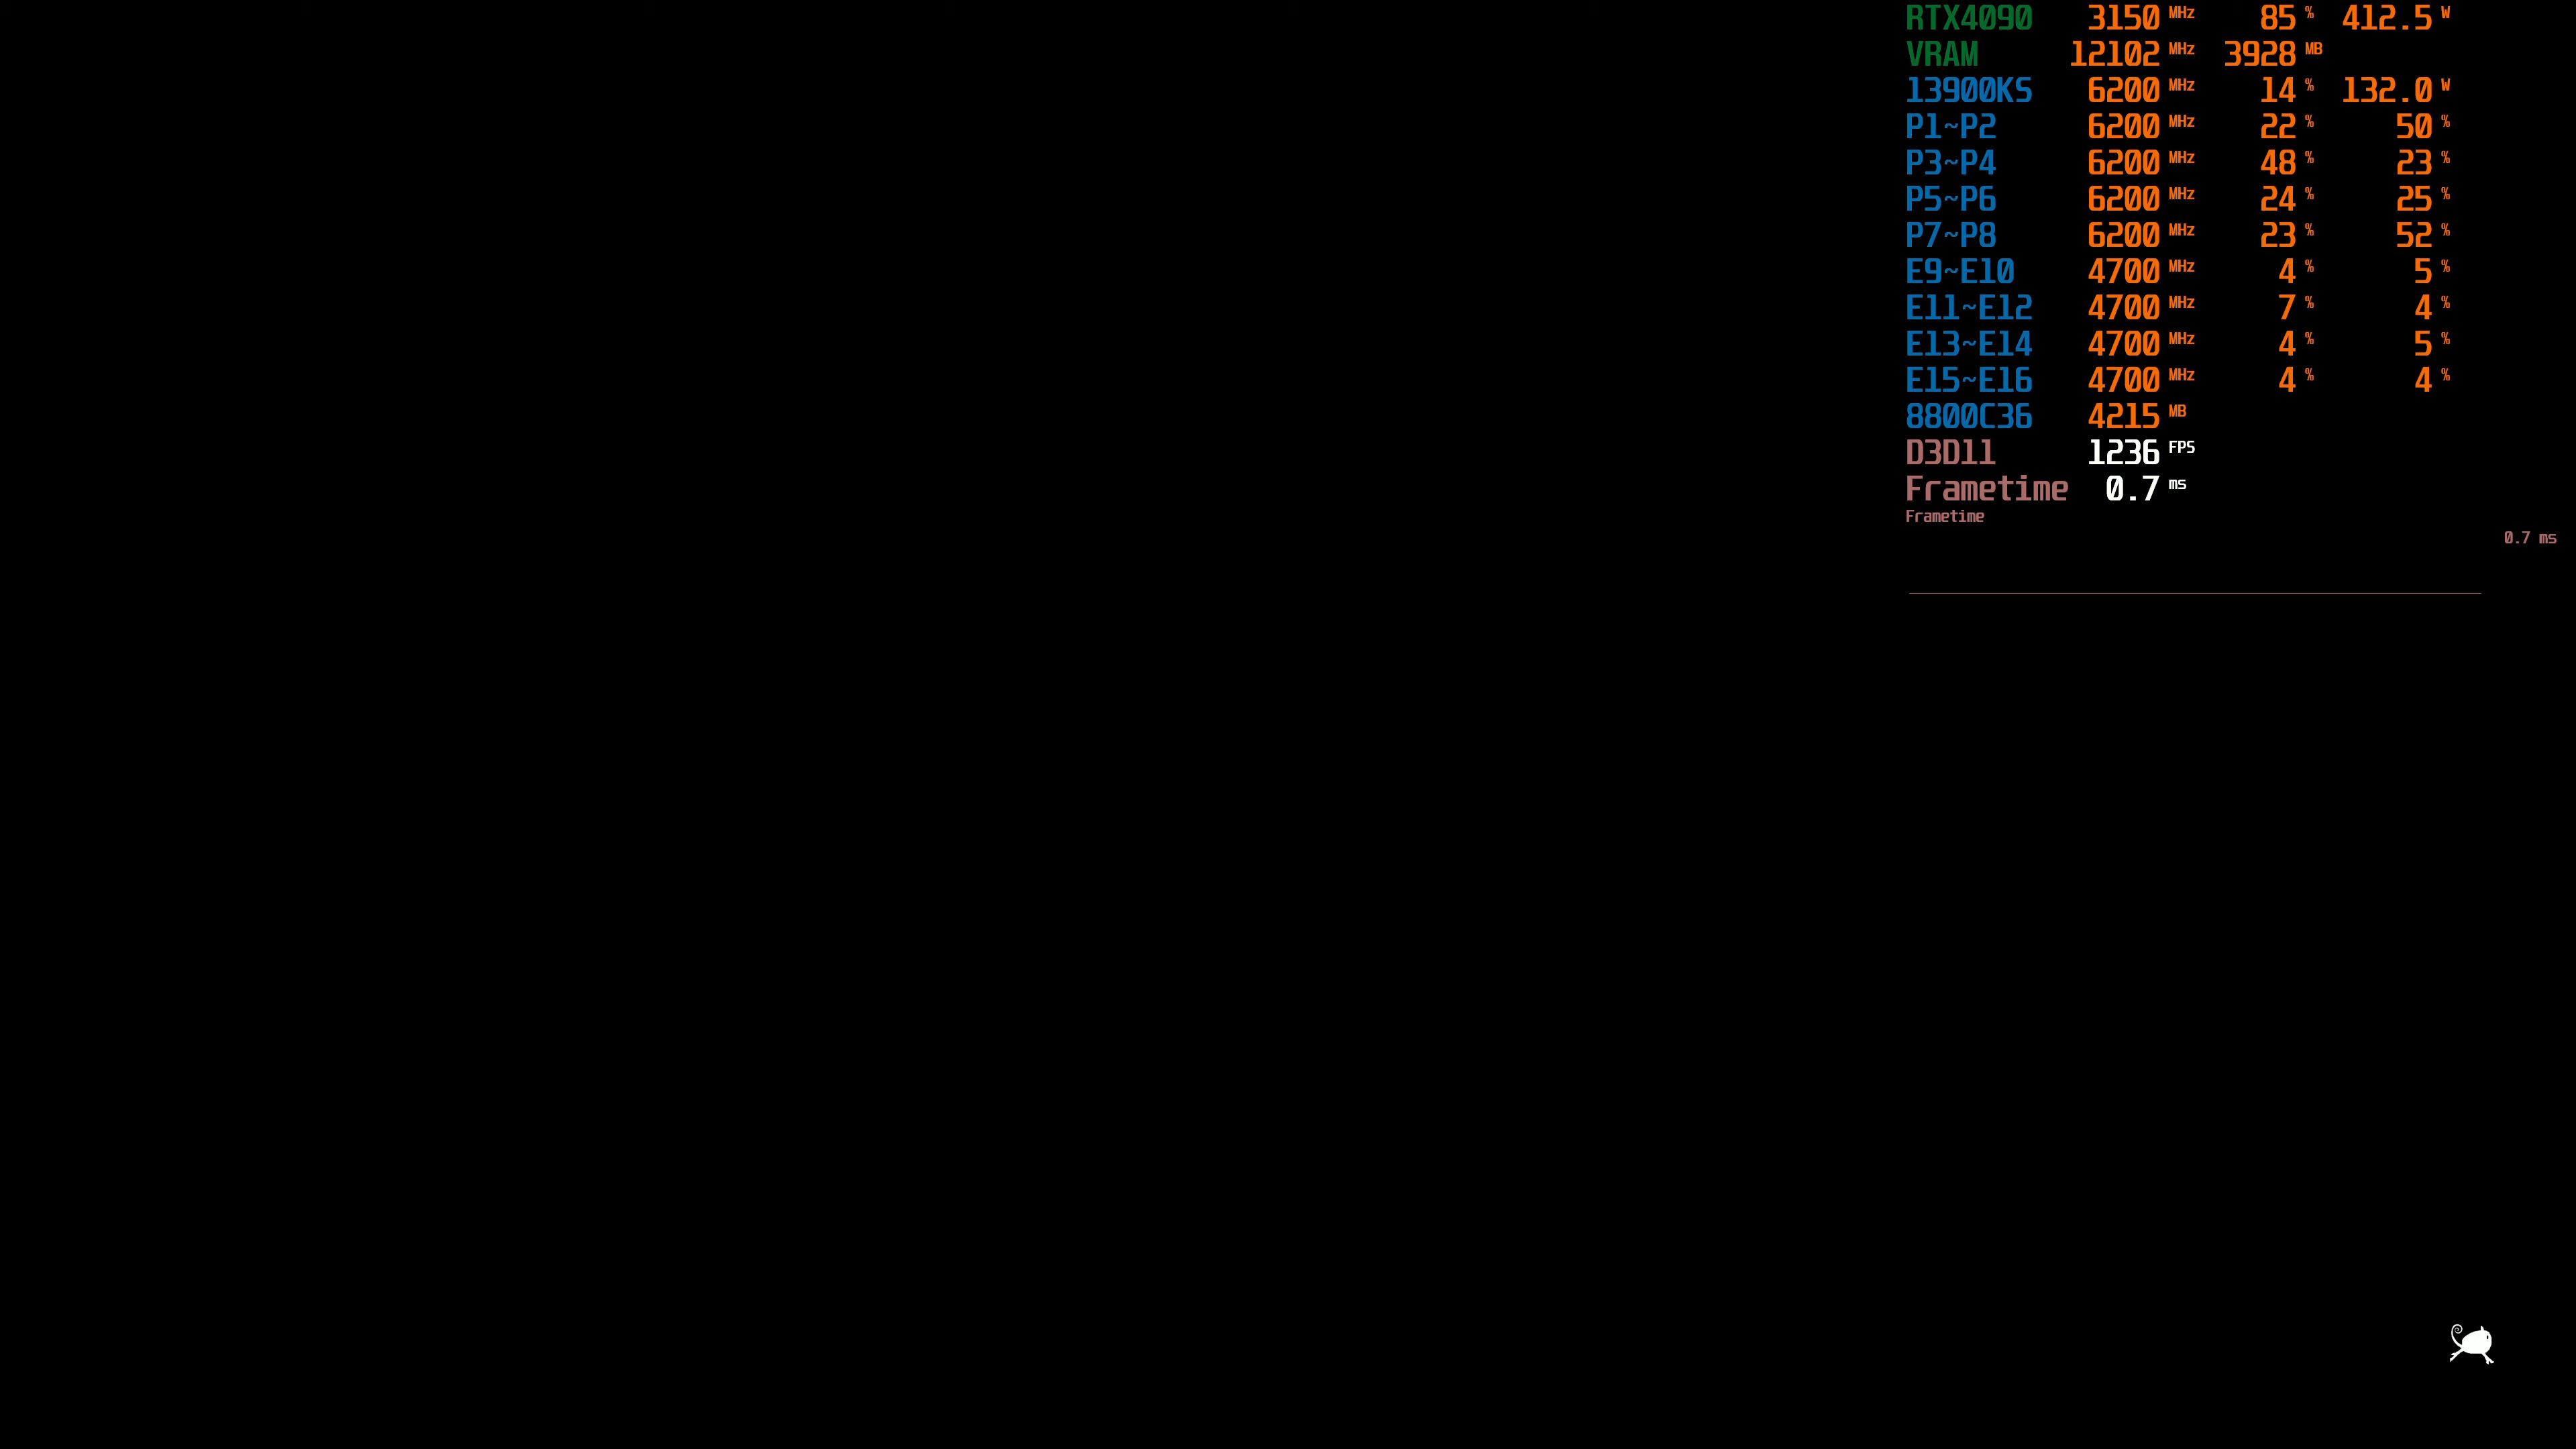 RTX4090 3150 MHz 85 % 412.5 W
VRAM 12102 MHz 3928 MB
13900KS 6200 MHz 14 % 132.0 W
P1~P2 6200 MHz 22 % 50 %
P3~P4 6200 MHz 48 % 23 %
P5~P6 6200 MHz 24 % 25 %
P7~P8 6200 MHz 23 % 52 %
E9~E10 4700 MHz 4 % 5 %
E11~E12 4700 MHz 7 % 4 %
E13~E14 4700 MHz 4 % 5 %
E15~E16 4700 MHz 4 % 4 %
8800C36 4215 MB
D3D11 1236 FPS
Frametime 0.7 ms
Frametime
0.7 ms